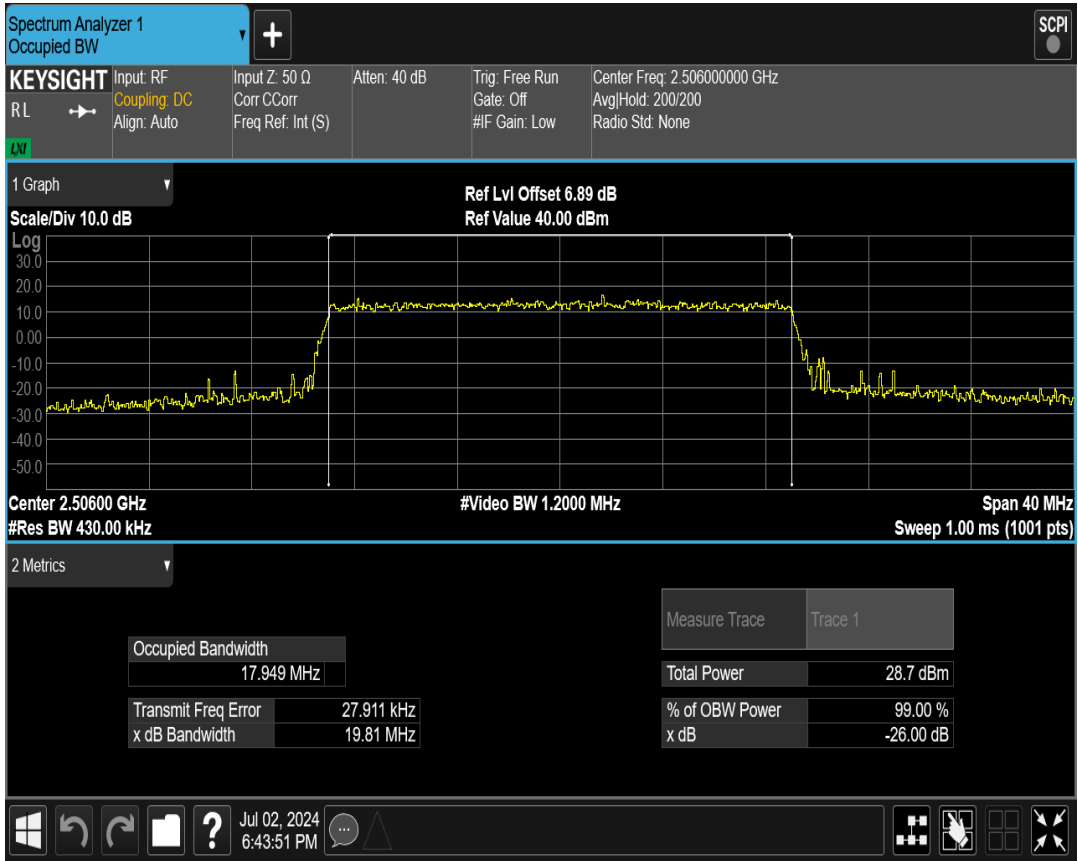 Spectrum Analyzer 1
Occupied BW
+
SCPI
KEYSIGHT
R L
LXI
Input: RF
Coupling: DC
Align: Auto
Input Z: 50 Ω
Corr CCorr
Freq Ref: Int (S)
Atten: 40 dB
Trig: Free Run
Gate: Off
#IF Gain: Low
Center Freq: 2.506000000 GHz
Avg|Hold: 200/200
Radio Std: None
1 Graph
Ref Lvl Offset 6.89 dB
Scale/Div 10.0 dB
Ref Value 40.00 dBm
Log
30.0
20.0
10.0
0.00
-10.0
-20.0
-30.0
-40.0
-50.0
Center 2.50600 GHz
#Video BW 1.2000 MHz
Span 40 MHz
#Res BW 430.00 kHz
Sweep 1.00 ms (1001 pts)
2 Metrics
Measure Trace
Trace 1
Occupied Bandwidth
17.949 MHz
Total Power
28.7 dBm
Transmit Freq Error
27.911 kHz
% of OBW Power
99.00 %
x dB Bandwidth
19.81 MHz
x dB
-26.00 dB
?
Jul 02, 2024
6:43:51 PM